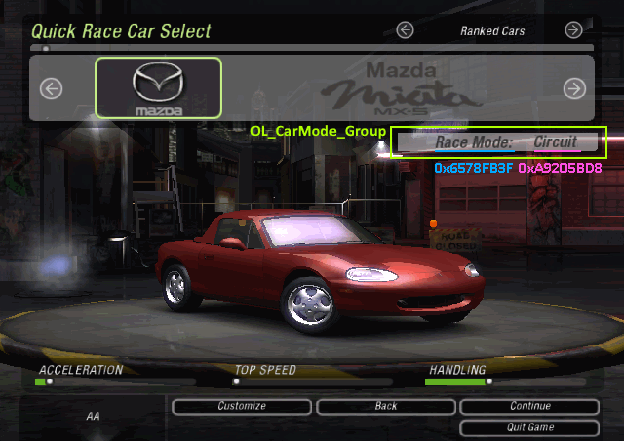 Quick Race Car Select
Ranked Cars
mazda
Mazda
Miata
MX-5
OL_CarMode_Group
Race Mode: Circuit
0x6578FB3F 0xA9205BD8
CLOSED
ACCELERATION TOP SPEED HANDLING
AA
Customize Back Continue
Quit Game